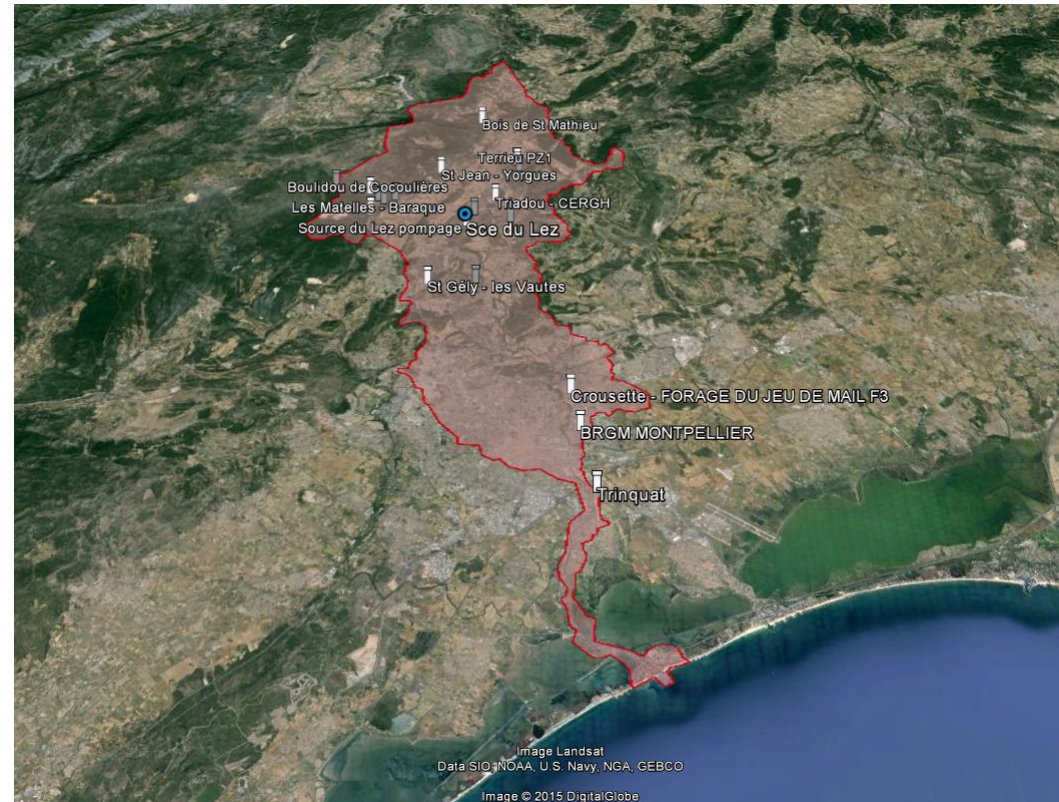 Bois de St Mathieu
Terrieu PZ1
St Jean - Yorgues
Boulidou de Cocoulières
Les Matelles - Baraque
Triadou - CERGH
Source du Lez pompage
Sce du Lez
St Gély - les Vautes
Crousette - FORAGE DU JEU DE MAIL F3
BRGM MONTPELLIER
Trinquat
Image Landsat
Data SIO, NOAA, U.S. Navy, NGA, GEBCO
Image © 2015 DigitalGlobe